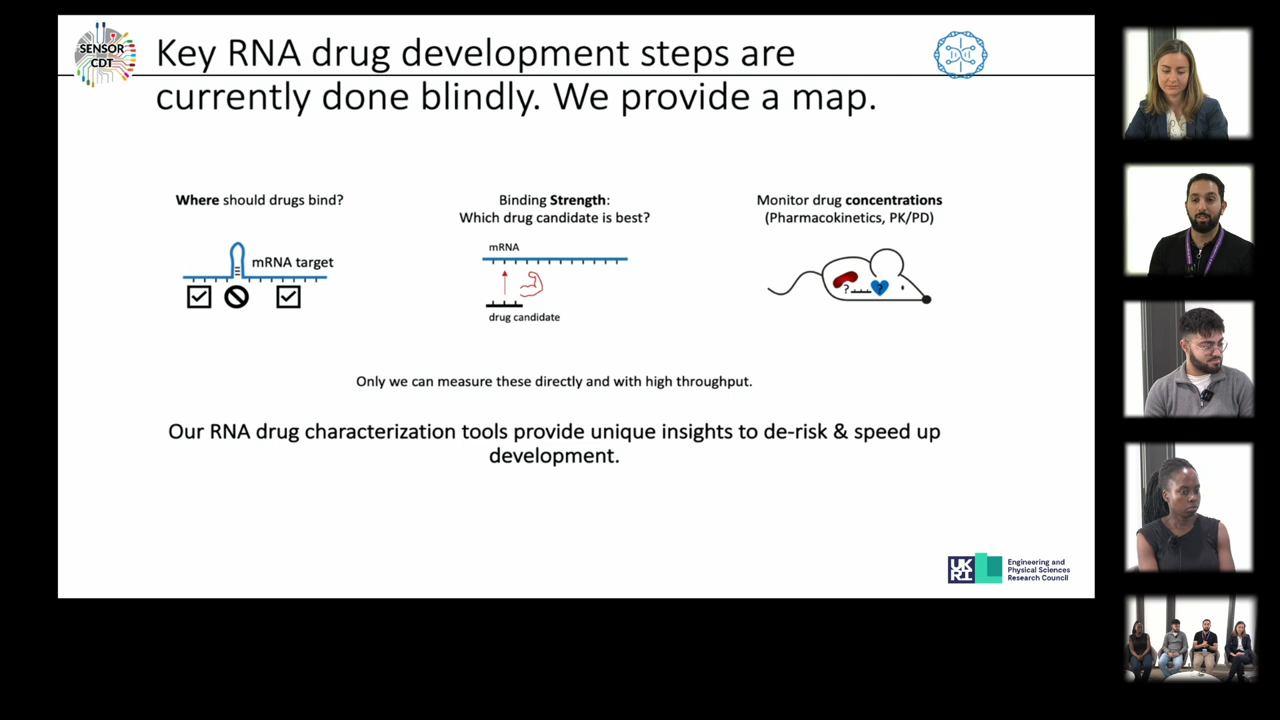 SENSOR
CDT
Key RNA drug development steps are
currently done blindly. We provide a map.
Where should drugs bind?
mRNA target
Binding Strength:
Which drug candidate is best?
mRNA
drug candidate
Monitor drug concentrations
(Pharmacokinetics, PK/PD)
? ?
Only we can measure these directly and with high throughput.
Our RNA drug characterization tools provide unique insights to de-risk & speed up
development.
UK
RI
Engineering and
Physical Sciences
Research Council